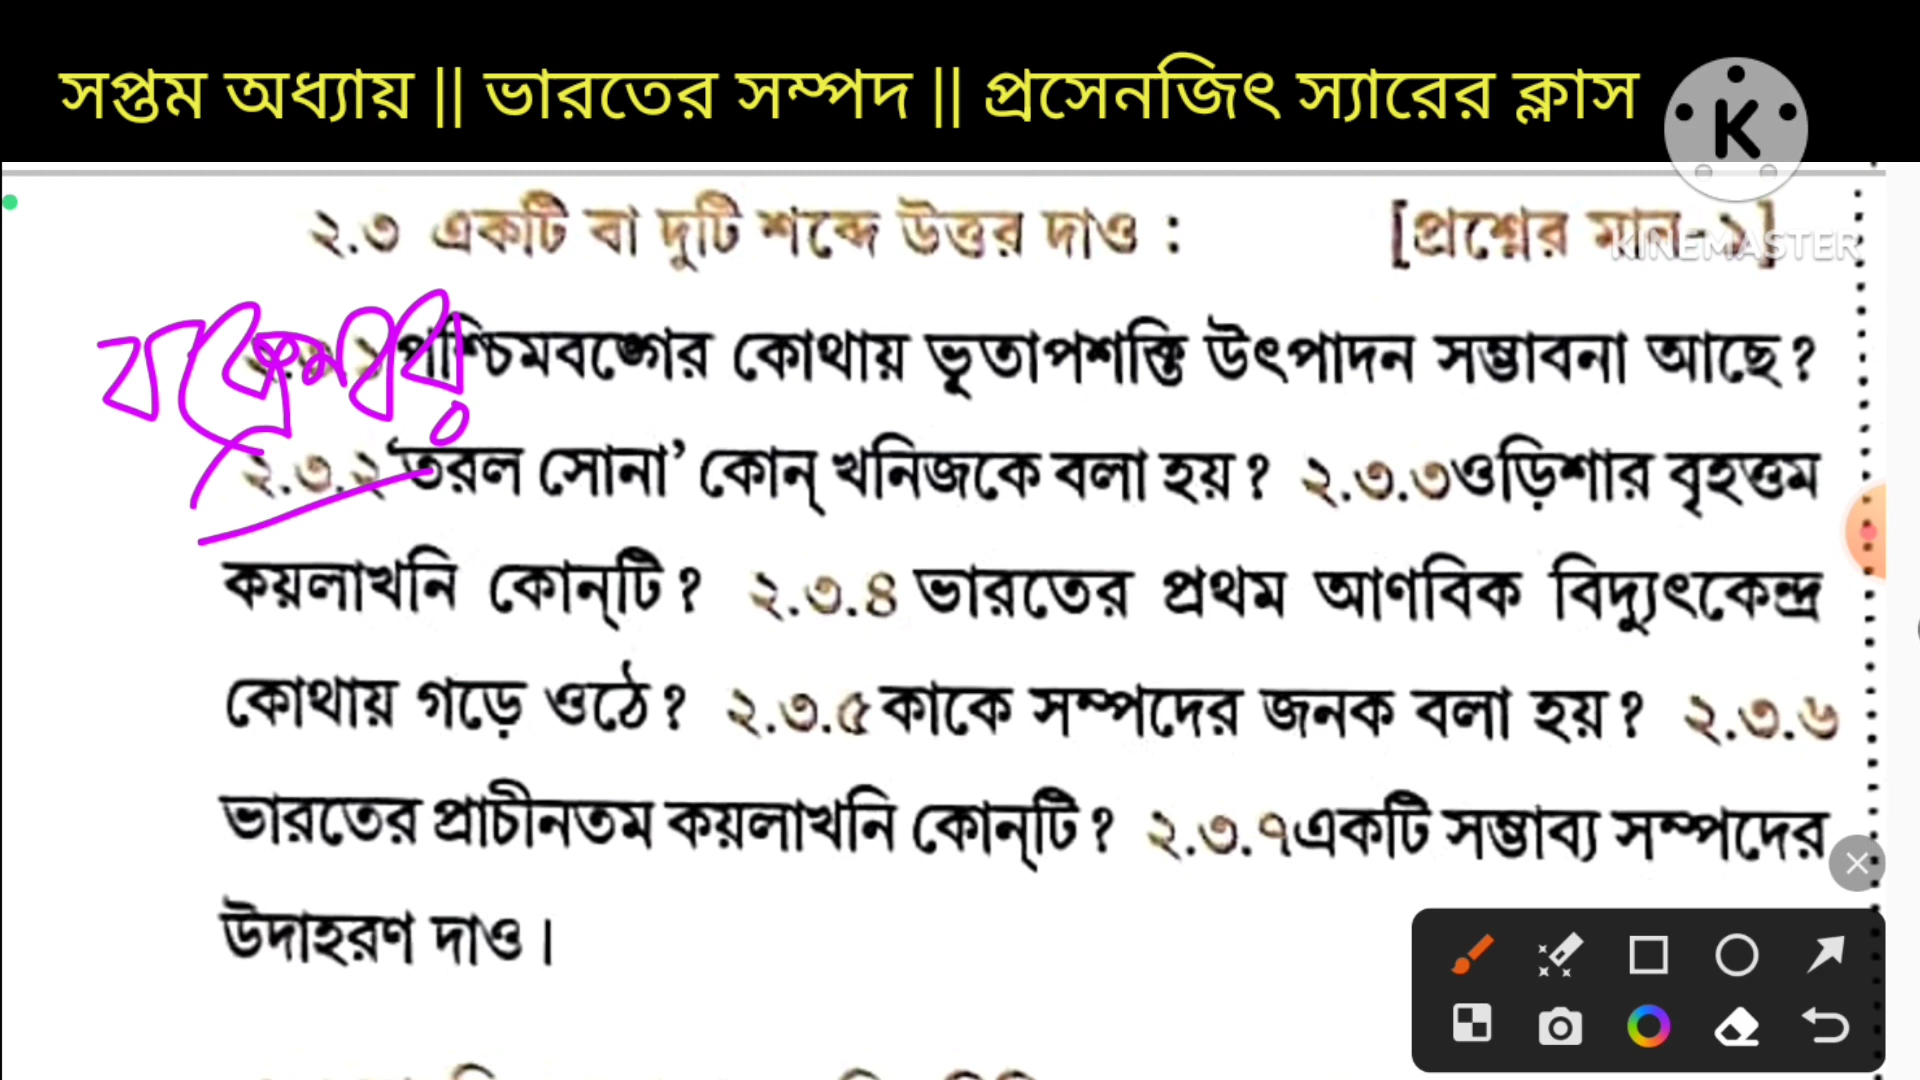 সপ্তম অধ্যায় || ভারতের সম্পদ || প্রসেনজিৎ স্যারের ক্লাস
K
KINEMASTER
২.৩ একটি বা দুটি শব্দে উত্তর দাও : [প্রশ্নের মান-১]
বক্রেশ্বর
২.৩.১ পশ্চিমবঙ্গের কোথায় ভূতাপশক্তি উৎপাদন সম্ভাবনা আছে?
২.৩.২ ‘তরল সোনা’ কোন্ খনিজকে বলা হয়? ২.৩.৩ ওড়িশার বৃহত্তম
কয়লাখনি কোন্‌টি? ২.৩.৪ ভারতের প্রথম আণবিক বিদ্যুৎকেন্দ্র
কোথায় গড়ে ওঠে? ২.৩.৫ কাকে সম্পদের জনক বলা হয়? ২.৩.৬
ভারতের প্রাচীনতম কয়লাখনি কোন্‌টি? ২.৩.৭ একটি সম্ভাব্য সম্পদের
উদাহরণ দাও।